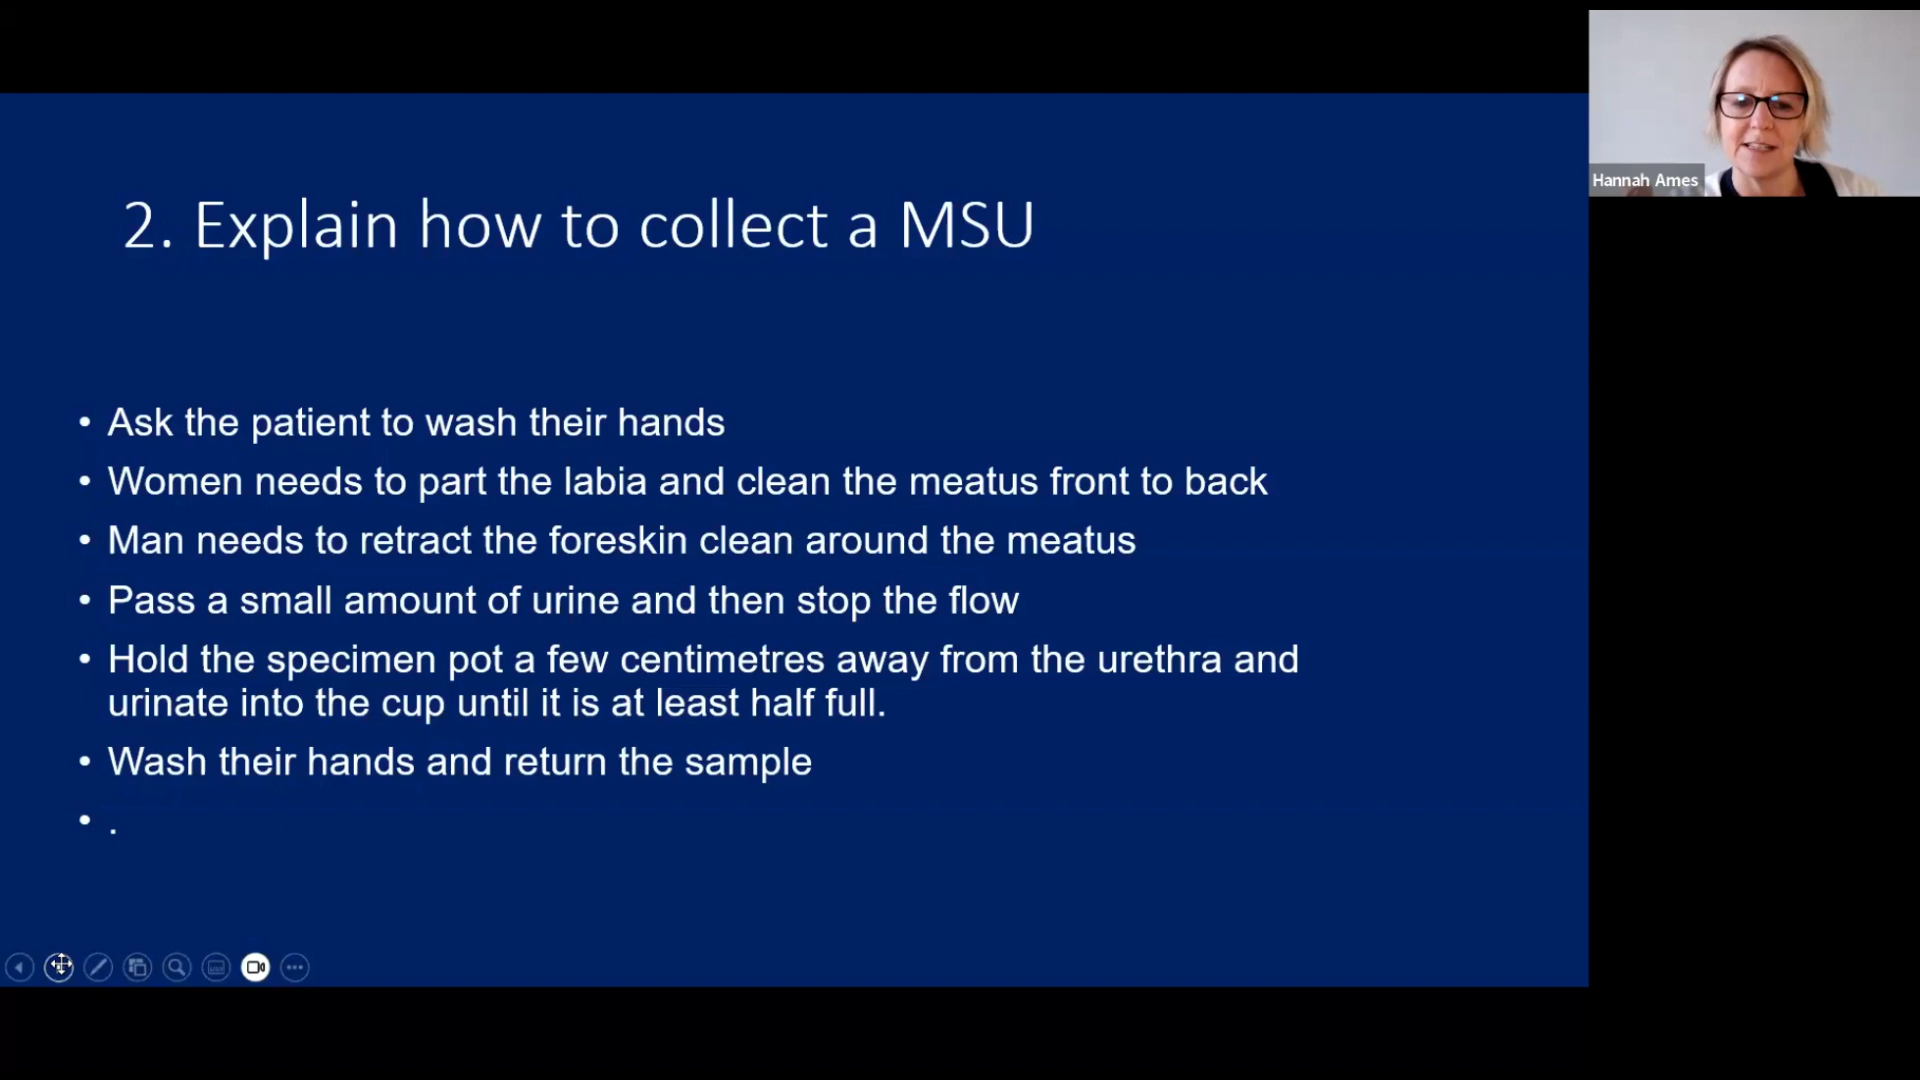 2. Explain how to collect a MSU
• Ask the patient to wash their hands
• Women needs to part the labia and clean the meatus front to back
• Man needs to retract the foreskin clean around the meatus
• Pass a small amount of urine and then stop the flow
• Hold the specimen pot a few centimetres away from the urethra and
urinate into the cup until it is at least half full.
• Wash their hands and return the sample
• .
Hannah Ames